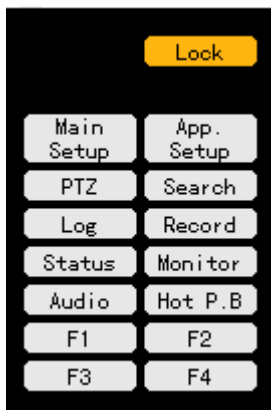 Lock
Main Setup
App. Setup
PTZ
Search
Log
Record
Status
Monitor
Audio
Hot P.B
F1
F2
F3
F4